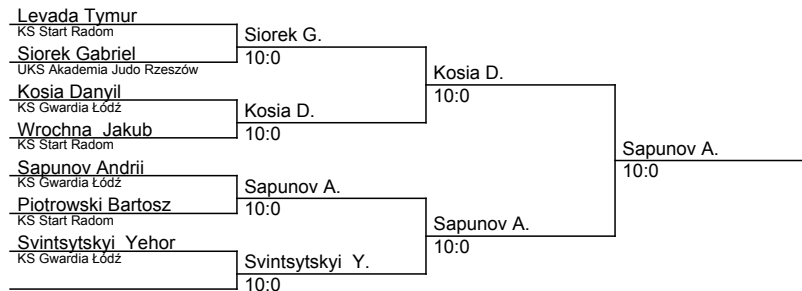 Levada Tymur
KS Start Radom
Siorek Gabriel
UKS Akademia Judo Rzeszów
Kosia Danyil
KS Gwardia Łódź
Wrochna  Jakub
KS Start Radom
Sapunov Andrii
KS Gwardia Łódź
Piotrowski Bartosz
KS Start Radom
Svintsytskyi  Yehor
KS Gwardia Łódź
Siorek G.
10:0
Kosia D.
10:0
Sapunov A.
10:0
Svintsytskyi  Y.
10:0
Kosia D.
10:0
Sapunov A.
10:0
Sapunov A.
10:0